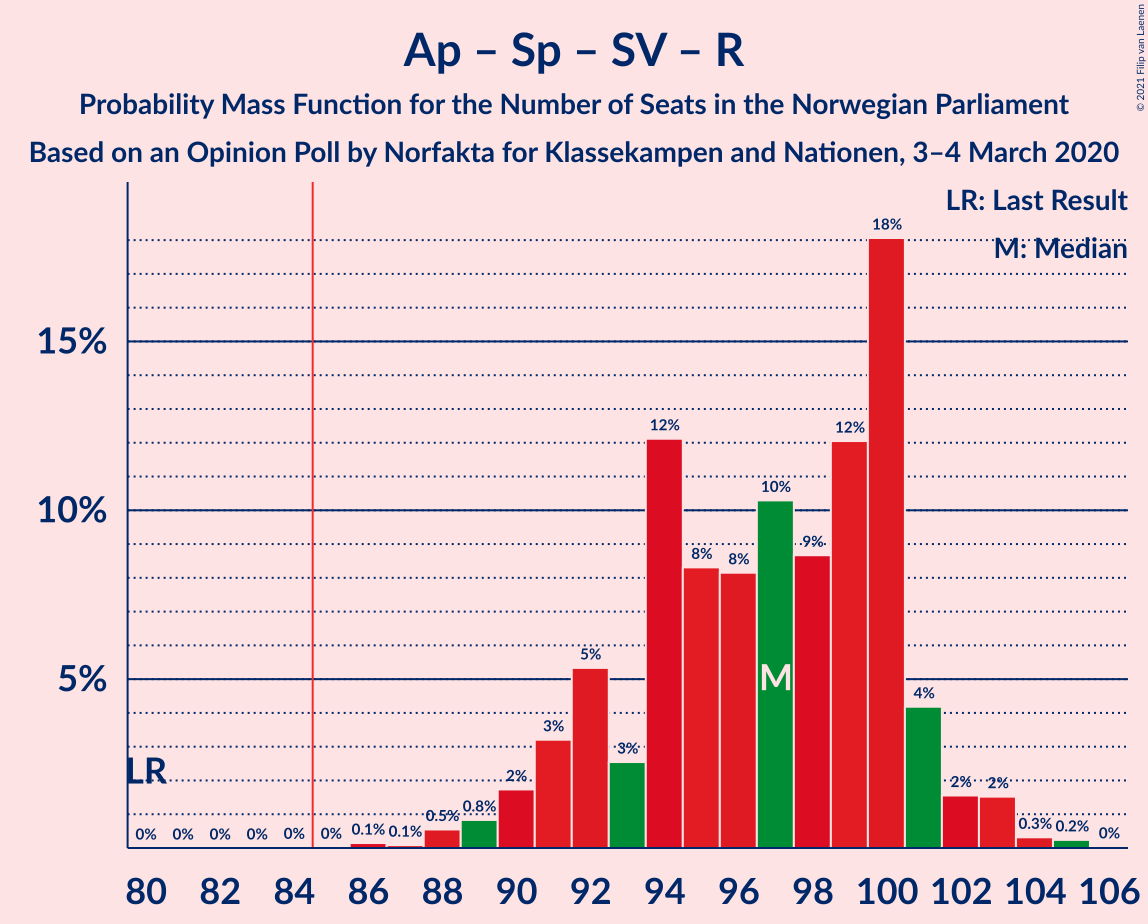 Ap – Sp – SV – R
Probability Mass Function for the Number of Seats in the Norwegian Parliament
Based on an Opinion Poll by Norfakta for Klassekampen and Nationen, 3–4 March 2020
© 2021 Filip van Laenen
LR: Last Result
M: Median
15%
10%
5%
LR
M
0% 0% 0% 0% 0% 0% 0.1% 0.1% 0.5% 0.8% 2% 3% 5% 3% 12% 8% 8% 10% 9% 12% 18% 4% 2% 2% 0.3% 0.2% 0%
80 82 84 86 88 90 92 94 96 98 100 102 104 106